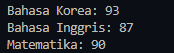 Bahasa Korea: 93
Bahasa Inggris: 87
Matematika: 90